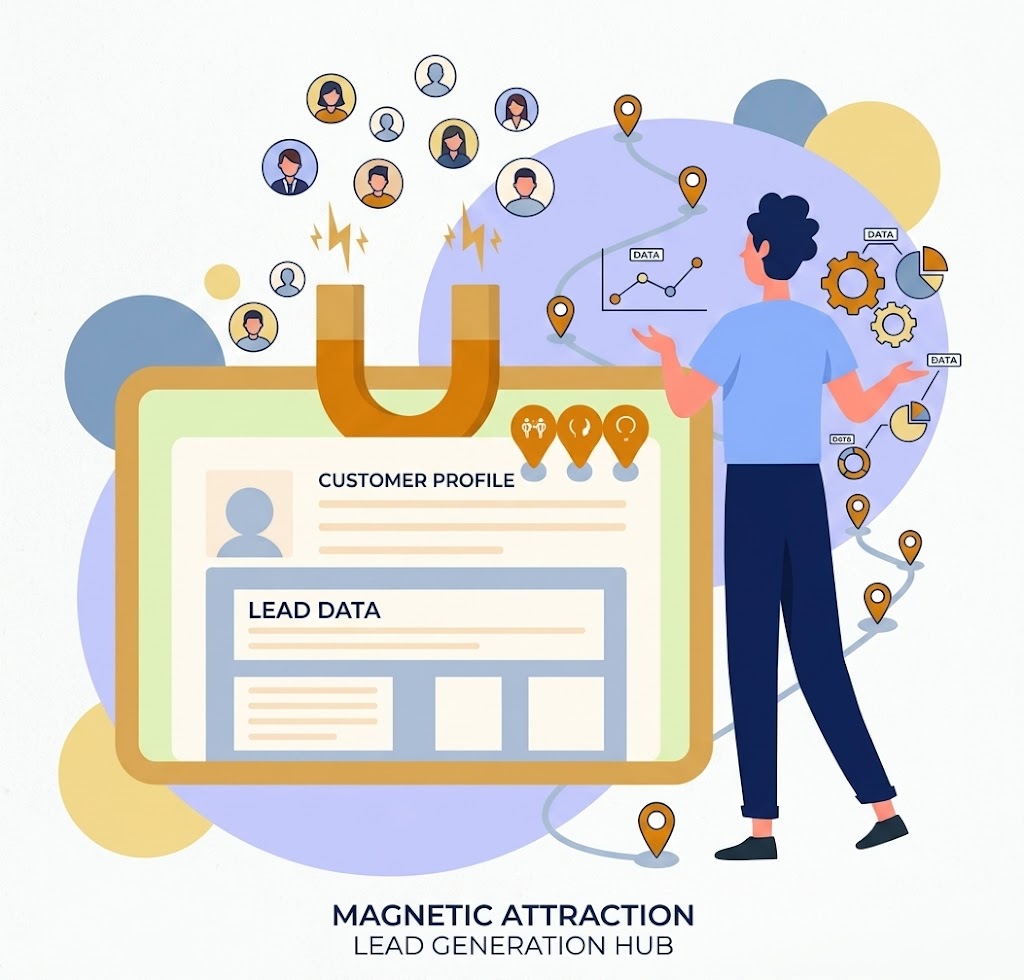 DATA
DATA
DATA
CUSTOMER PROFILE
LEAD DATA
MAGNETIC ATTRACTION
LEAD GENERATION HUB